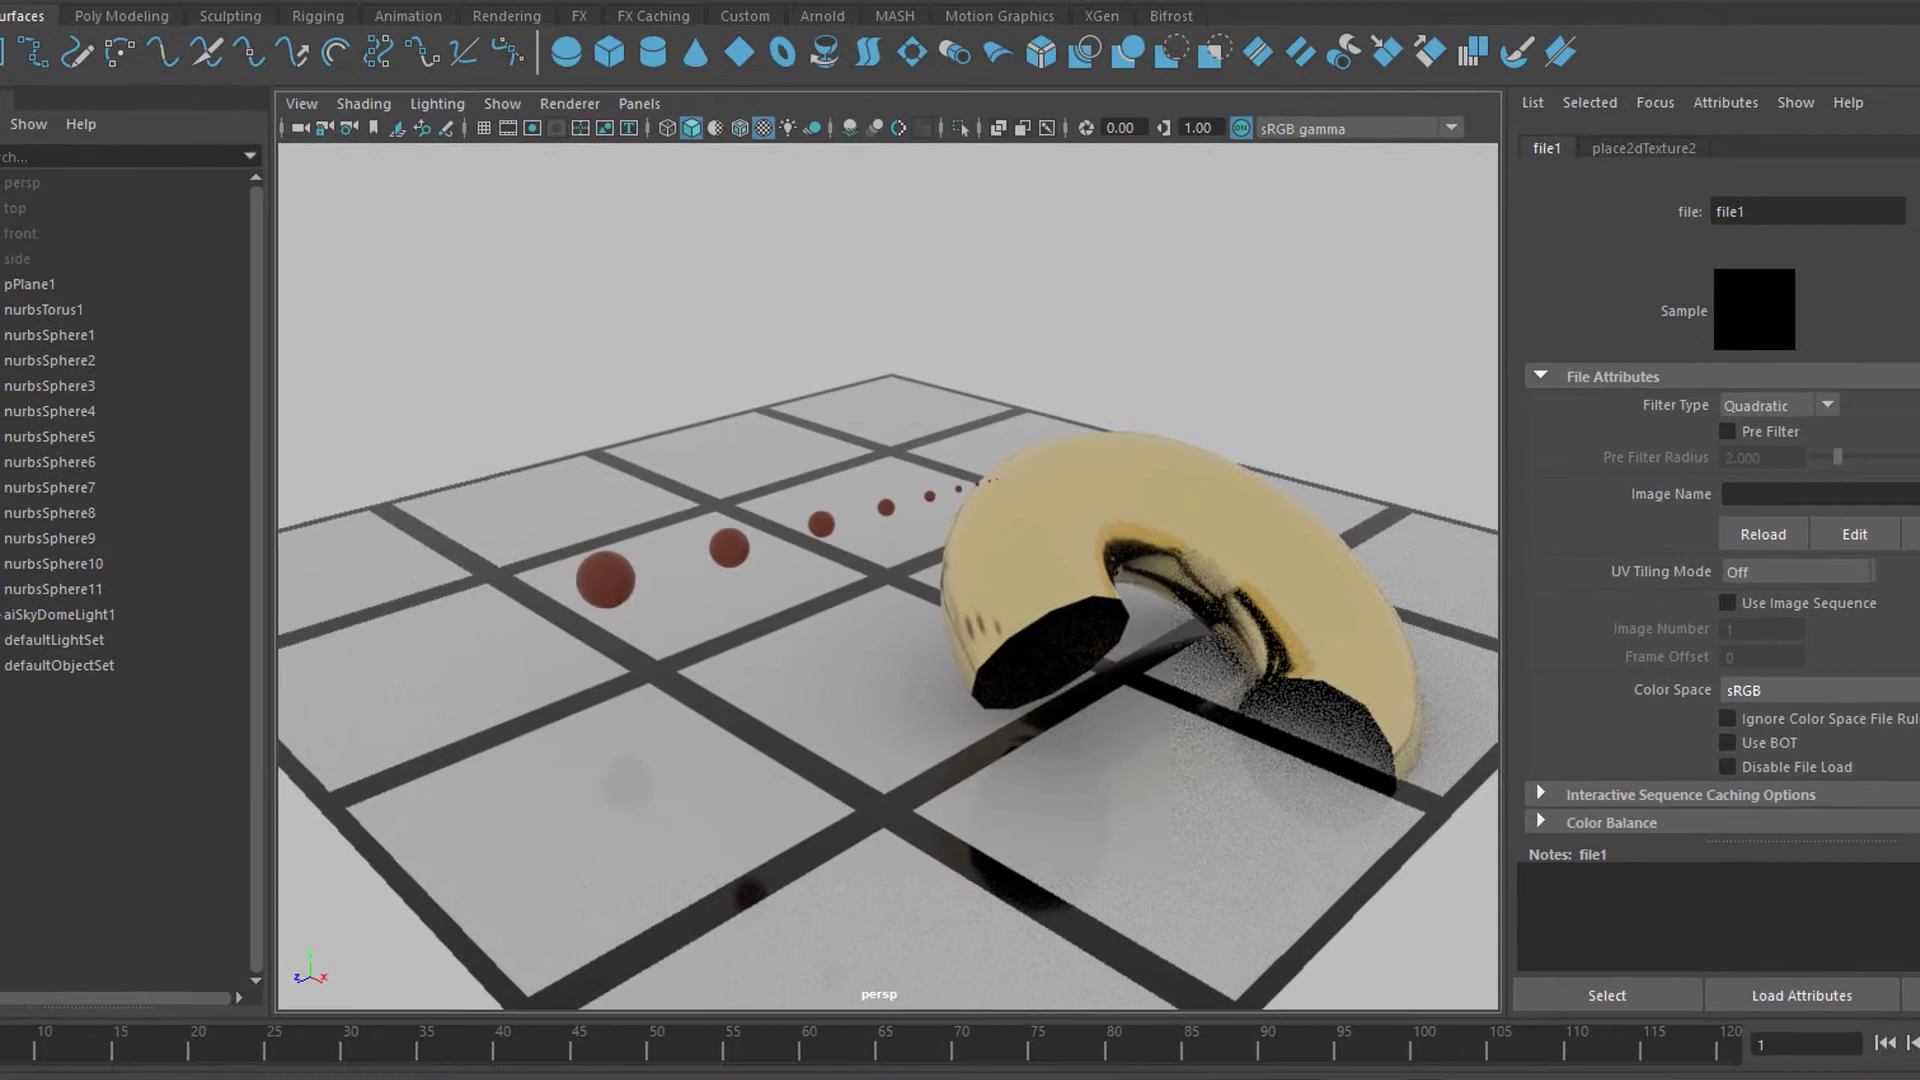 urfaces Poly Modeling Sculpting Rigging Animation Rendering FX FX Caching Custom Arnold MASH Motion Graphics XGen Bifrost
View Shading Lighting Show Renderer Panels
0.00 1.00 ON sRGB gamma
Show Help
ch...
persp
top
front
side
pPlane1
nurbsTorus1
nurbsSphere1
nurbsSphere2
nurbsSphere3
nurbsSphere4
nurbsSphere5
nurbsSphere6
nurbsSphere7
nurbsSphere8
nurbsSphere9
nurbsSphere10
nurbsSphere11
aiSkyDomeLight1
defaultLightSet
defaultObjectSet
y
z x
persp
List Selected Focus Attributes Show Help
file1 place2dTexture2
file: file1
Sample
File Attributes
Filter Type Quadratic
Pre Filter
Pre Filter Radius 2.000
Image Name
Reload Edit
UV Tiling Mode Off
Use Image Sequence
Image Number 1
Frame Offset 0
Color Space sRGB
Ignore Color Space File Rul
Use BOT
Disable File Load
Interactive Sequence Caching Options
Color Balance
Notes: file1
Select Load Attributes
10 15 20 25 30 35 40 45 50 55 60 65 70 75 80 85 90 95 100 105 110 115 120 1